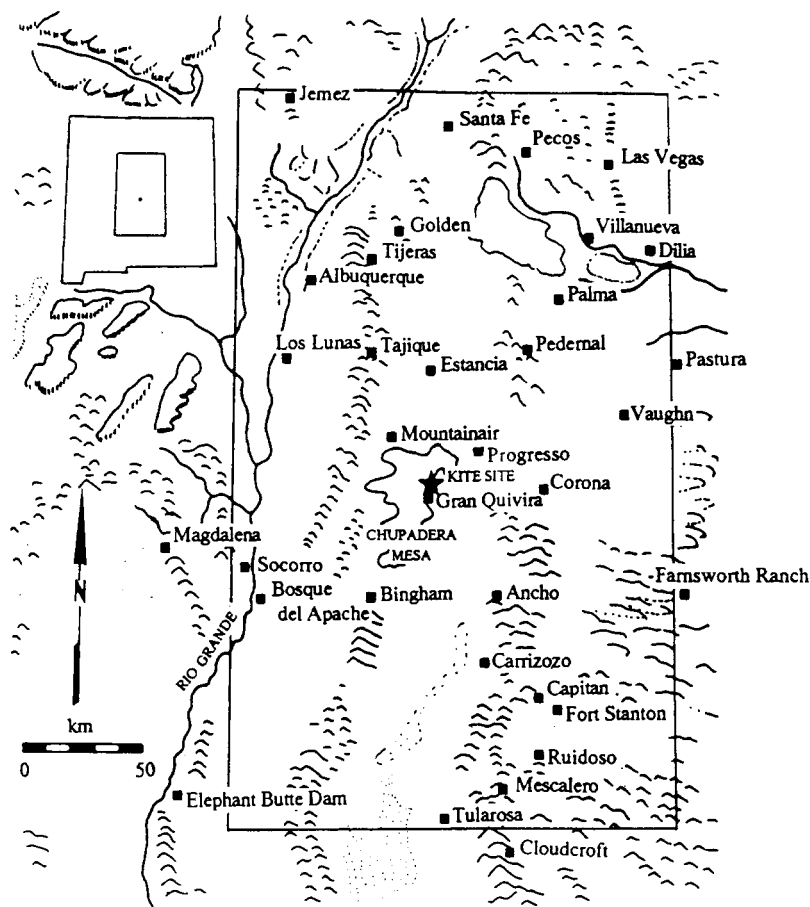 Jemez
Santa Fe
Pecos
Las Vegas
Golden
Villanueva
Tijeras
Dilia
Albuquerque
Palma
Los Lunas
Tajique
Pedernal
Estancia
Pastura
Vaughn
Mountainair
Progresso
KITE SITE
Corona
Gran Quivira
CHUPADERA
MESA
Magdalena
Socorro
Farnsworth Ranch
Bosque
del Apache
Bingham
Ancho
N
RIO GRANDE
Carrizozo
Capitan
Fort Stanton
km
0 50
Ruidoso
Mescalero
Elephant Butte Dam
Tularosa
Cloudcroft